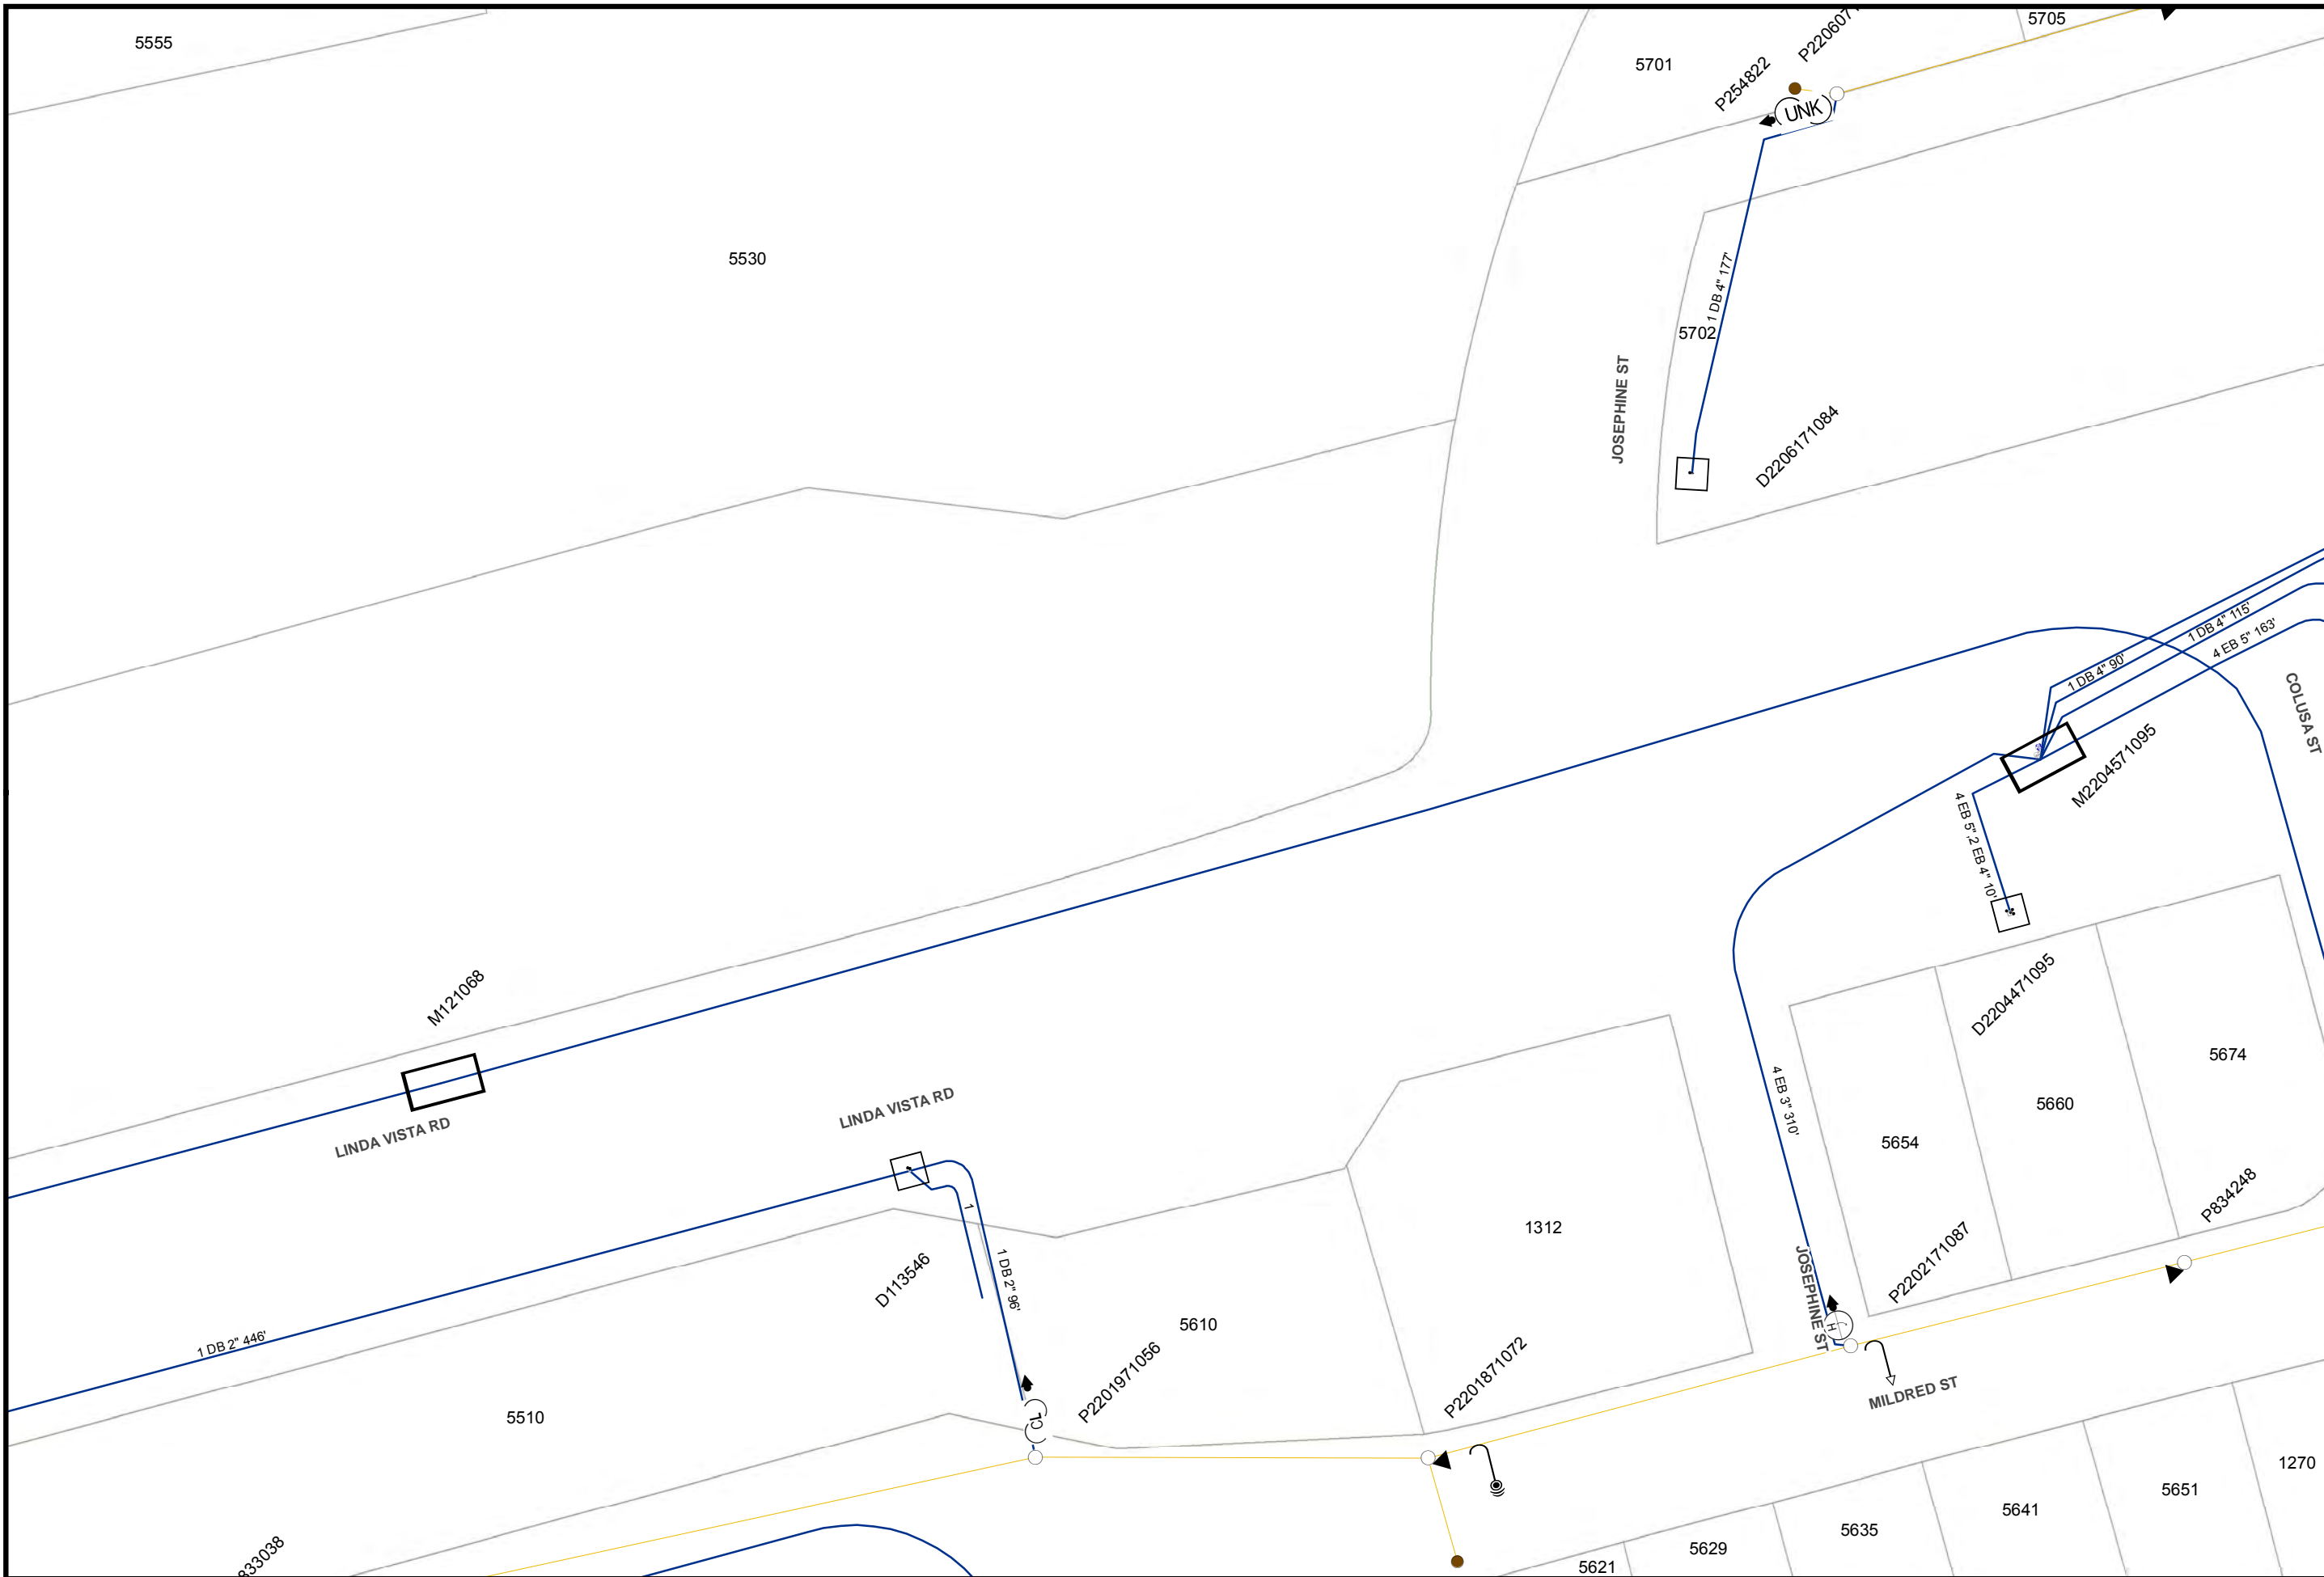 5555
5701
P254822
5705
UNK
5530
1 DB 4" 177'
5702
JOSEPHINE ST
D2206171084
1 DB 4" 115'
4 EB 5" 163'
1 DB 4" 90'
COLUSA ST
M2204571095
4 EB 5" ,2 EB 4" 10'
M121068
D2204471095
5674
LINDA VISTA RD
LINDA VISTA RD
4 EB 3" 310'
5660
5654
1
1312
P834248
D113546
1 DB 2" 96'
P2202171087
JOSEPHINE ST
H
5610
1 DB 2" 446'
P2201971056
P2201871072
MILDRED ST
5510
CL
1270
5651
5641
5635
5629
5621